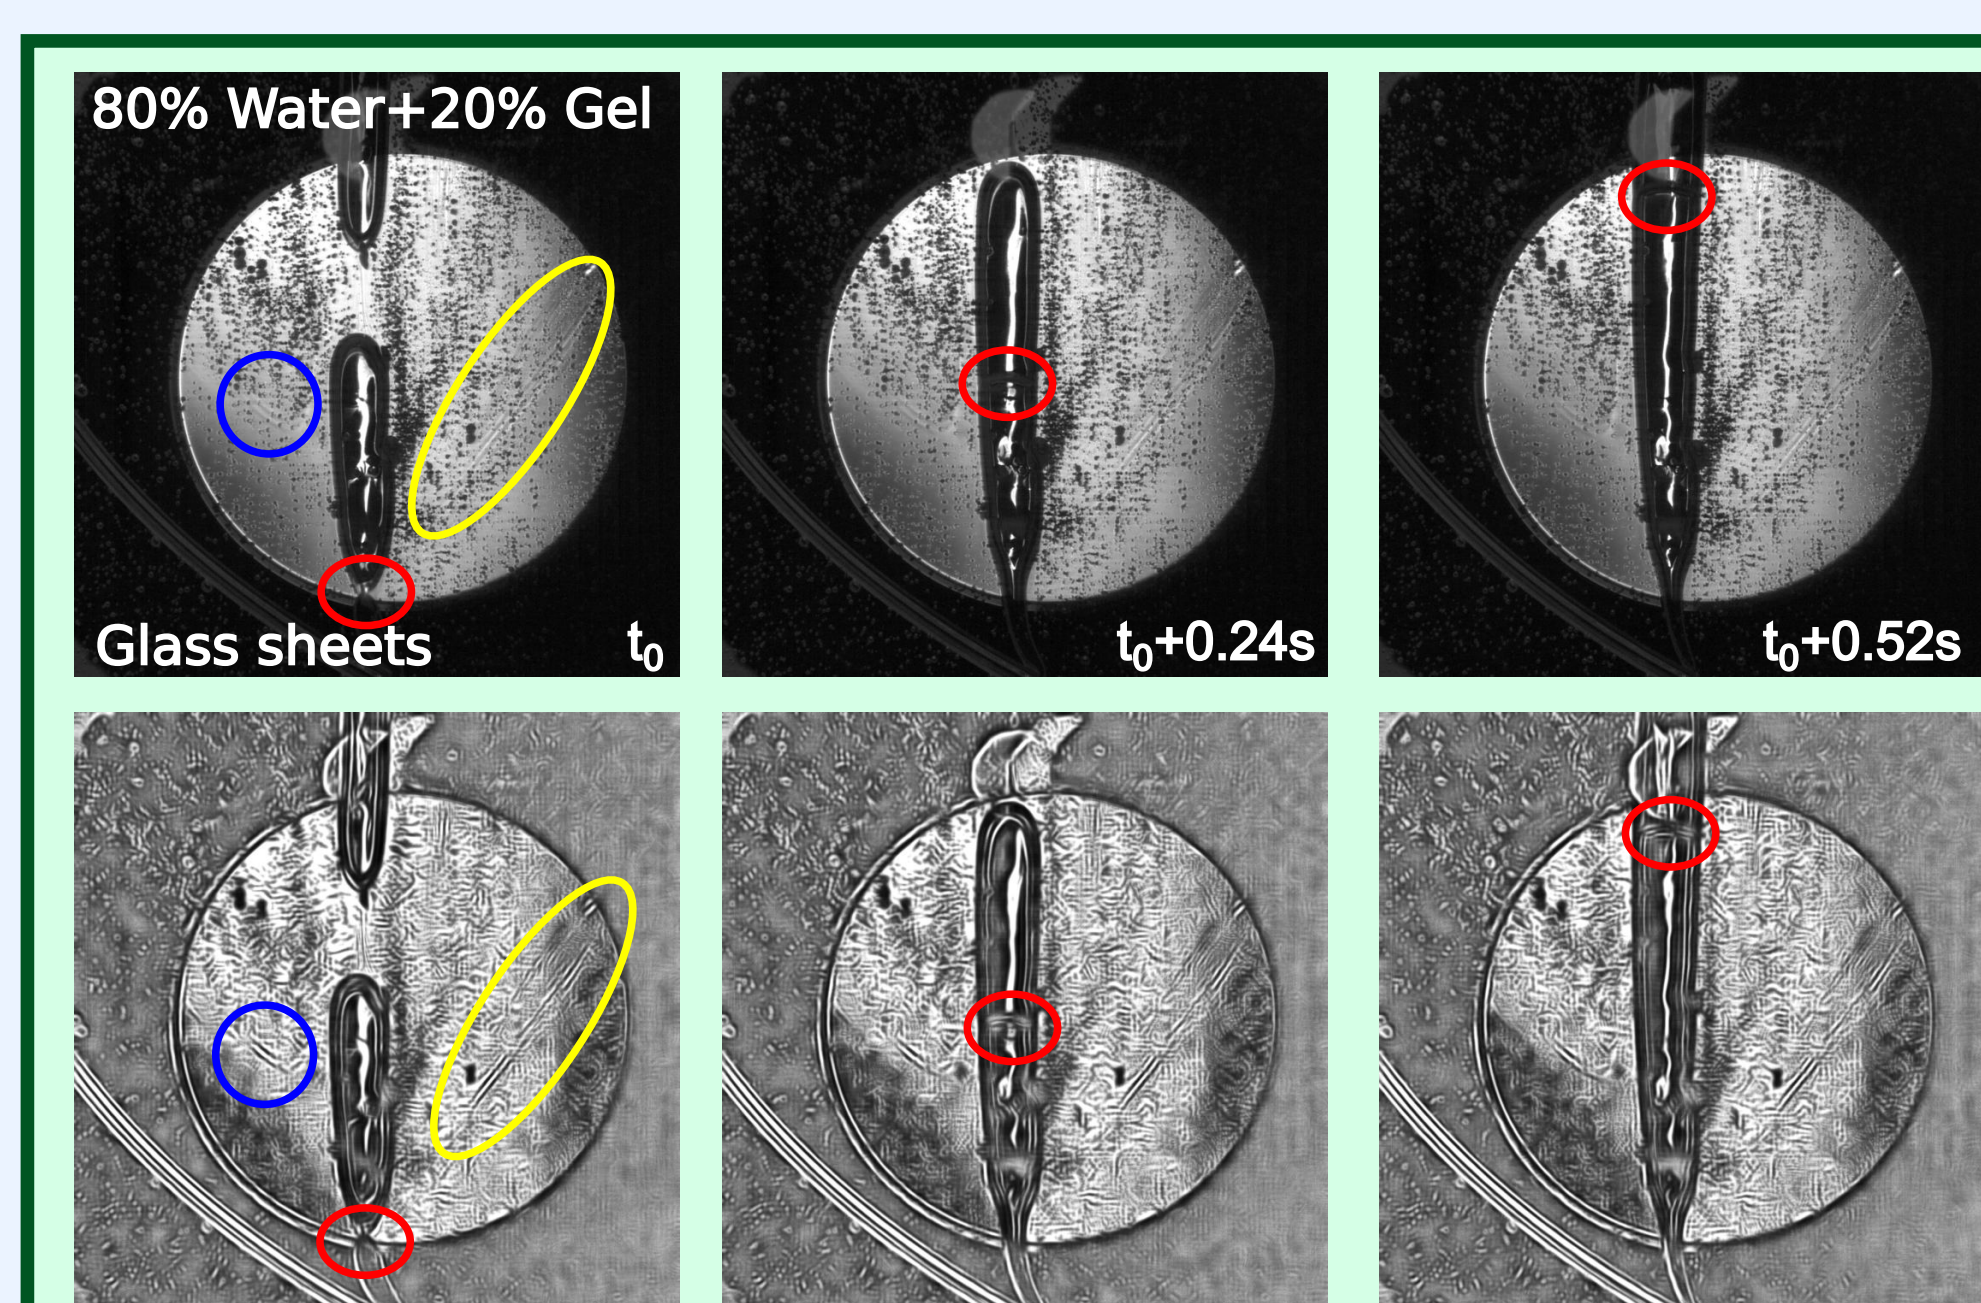 80% Water+20% Gel
Glass sheets
t₀
t₀+0.24s
t₀+0.52s